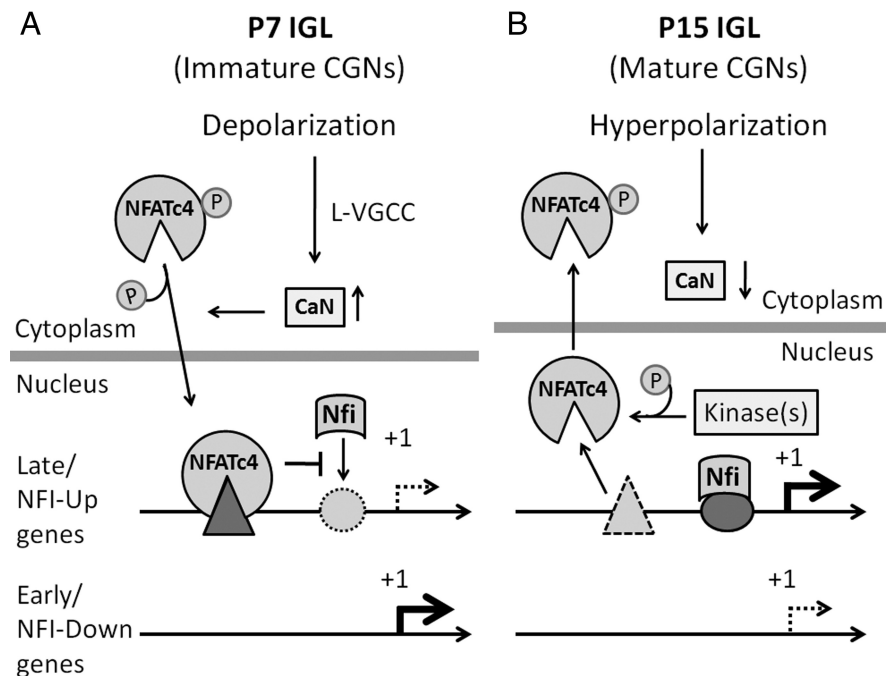 A
P7 IGL
(Immature CGNs)
Depolarization
NFATc4
P
L-VGCC
P
CaN
Cytoplasm
Nucleus
Nfi
+1
NFATc4
Late/
NFI-Up
genes
+1
Early/
NFI-Down
genes
B
P15 IGL
(Mature CGNs)
Hyperpolarization
NFATc4
P
CaN
Cytoplasm
Nucleus
NFATc4
P
Kinase(s)
+1
Nfi
+1